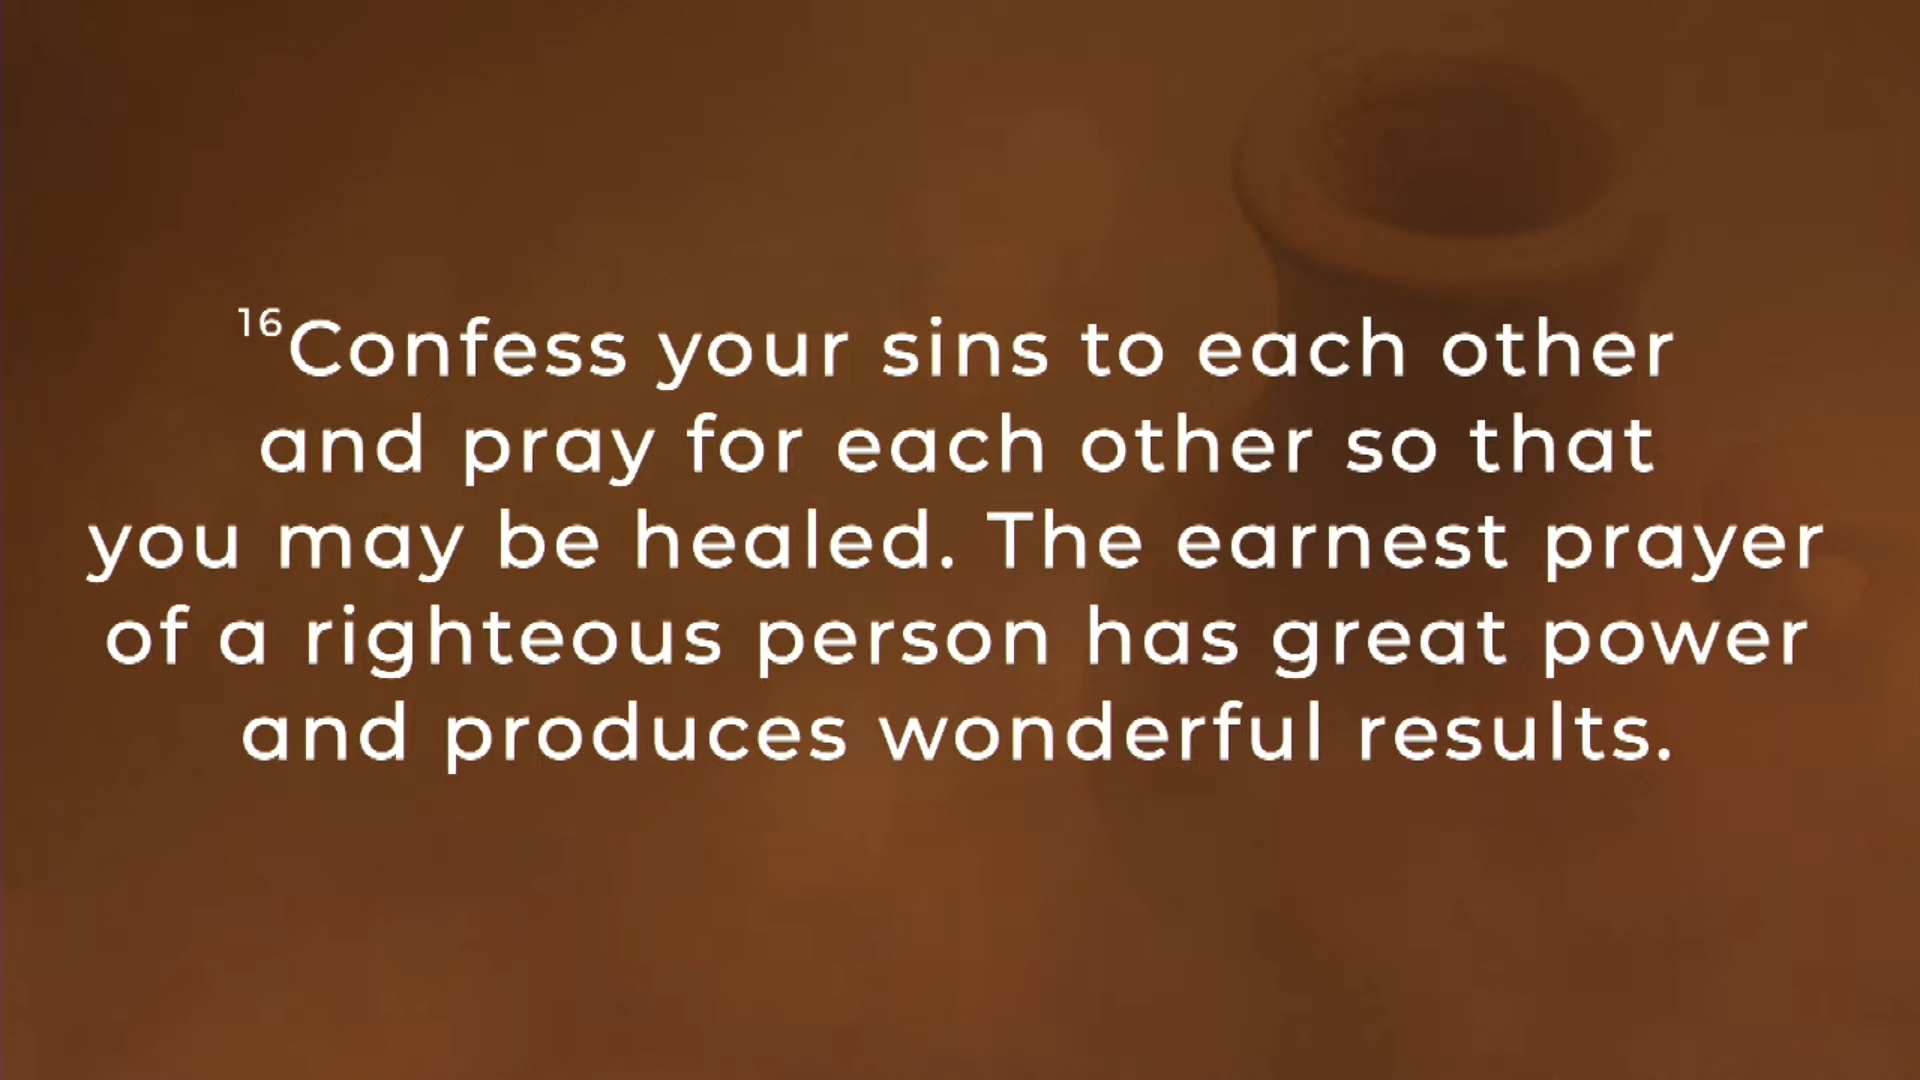 16Confess your sins to each other
and pray for each other so that
you may be healed. The earnest prayer
of a righteous person has great power
and produces wonderful results.